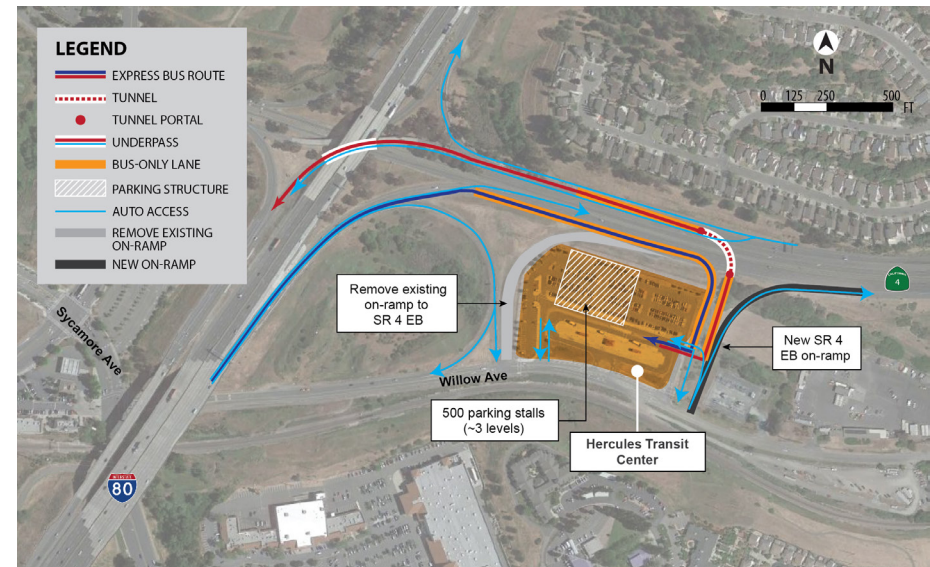 LEGEND
EXPRESS BUS ROUTE
TUNNEL
TUNNEL PORTAL
UNDERPASS
BUS-ONLY LANE
PARKING STRUCTURE
AUTO ACCESS
REMOVE EXISTING
ON-RAMP
NEW ON-RAMP
N
0 125 250 500
FT
Remove existing
on-ramp to
SR 4 EB
CALIFORNIA
4
New SR 4
EB on-ramp
Sycamore Ave
Willow Ave
500 parking stalls
(~3 levels)
Hercules Transit
Center
INTERSTATE
80